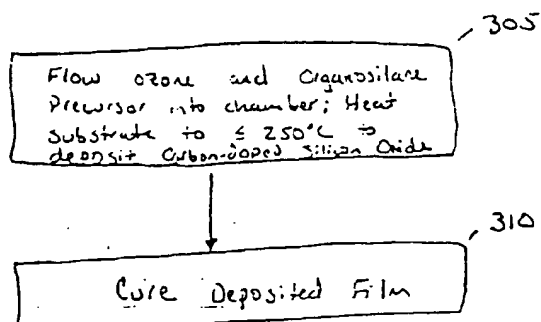 305
Flow ozone and Organosilane
Precursor into chamber; Heat
substrate to ≤ 250°C to
deposit Carbon-doped Silicon Oxide
310
Cure Deposited Film